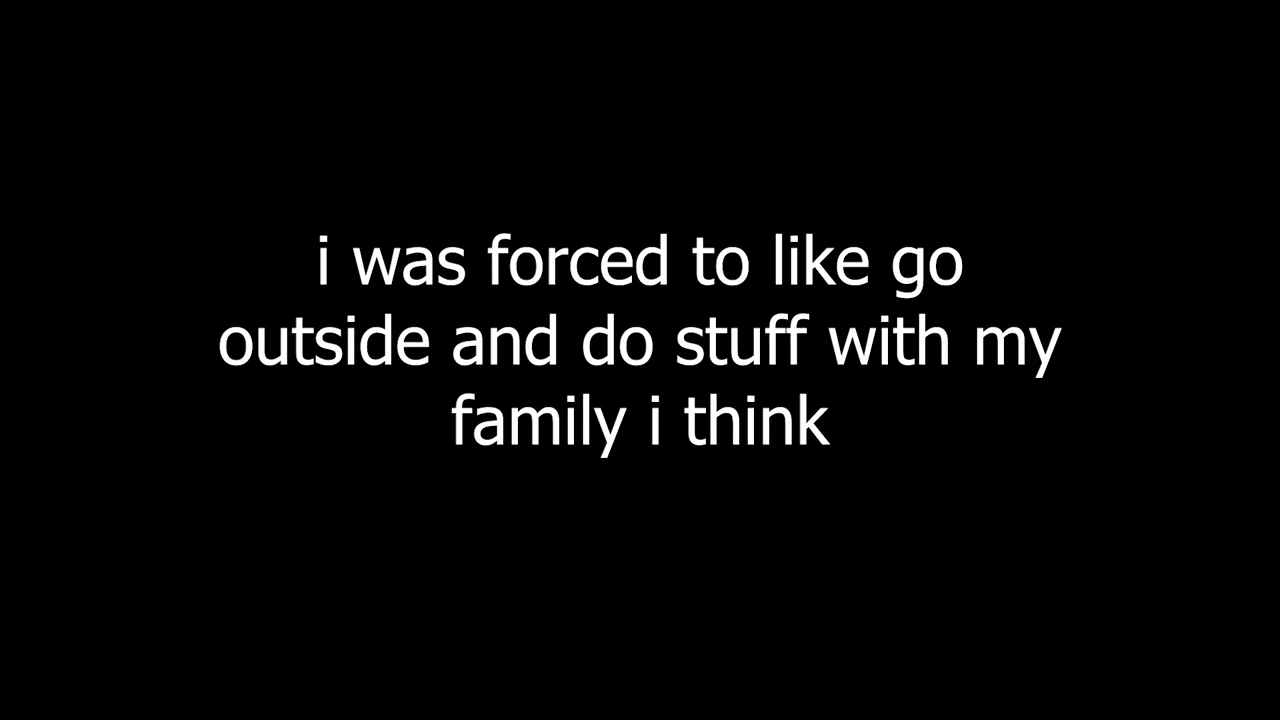 i was forced to like go
outside and do stuff with my
family i think